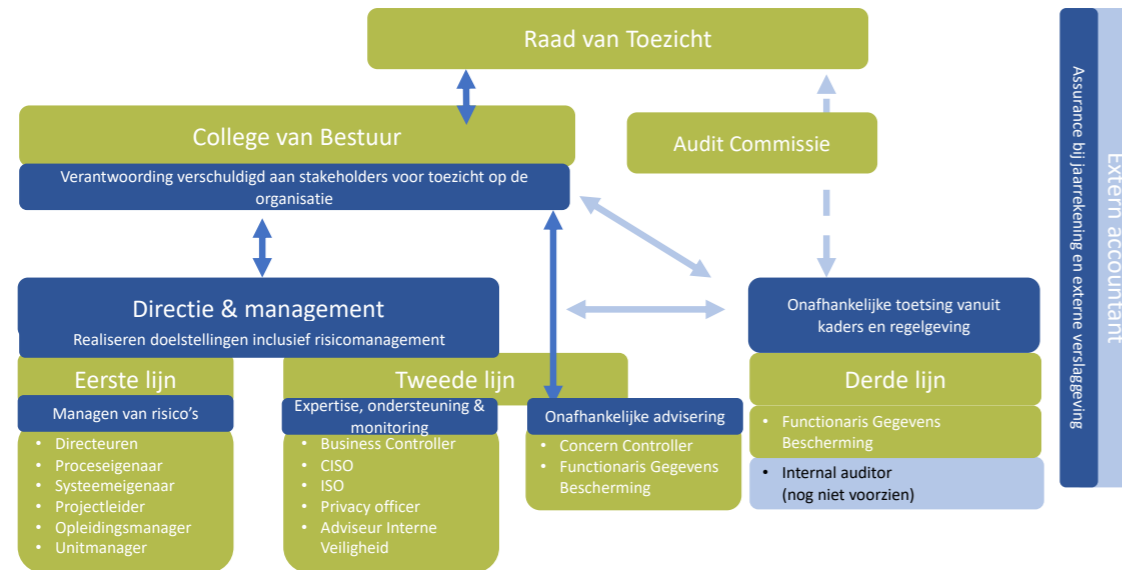 Raad van Toezicht
College van Bestuur
Verantwoording verschuldigd aan stakeholders voor toezicht op de
organisatie
Audit Commissie
Directie & management
Realiseren doelstellingen inclusief risicomanagement
Onafhankelijke toetsing vanuit
kaders en regelgeving
Eerste lijn
Managen van risico's
• Directeuren
• Proceseigenaar
• Systeemeigenaar
• Projectleider
• Opleidingsmanager
• Unitmanager
Tweede lijn
Expertise, ondersteuning &
monitoring
• Business Controller
• CISO
• ISO
• Privacy officer
• Adviseur Interne
Veiligheid
Onafhankelijke advisering
• Concern Controller
• Functionaris Gegevens
Bescherming
Derde lijn
• Functionaris Gegevens
Bescherming
• Internal auditor
(nog niet voorzien)
Assurance bij jaarrekening en externe verslaggeving
Extern accountant